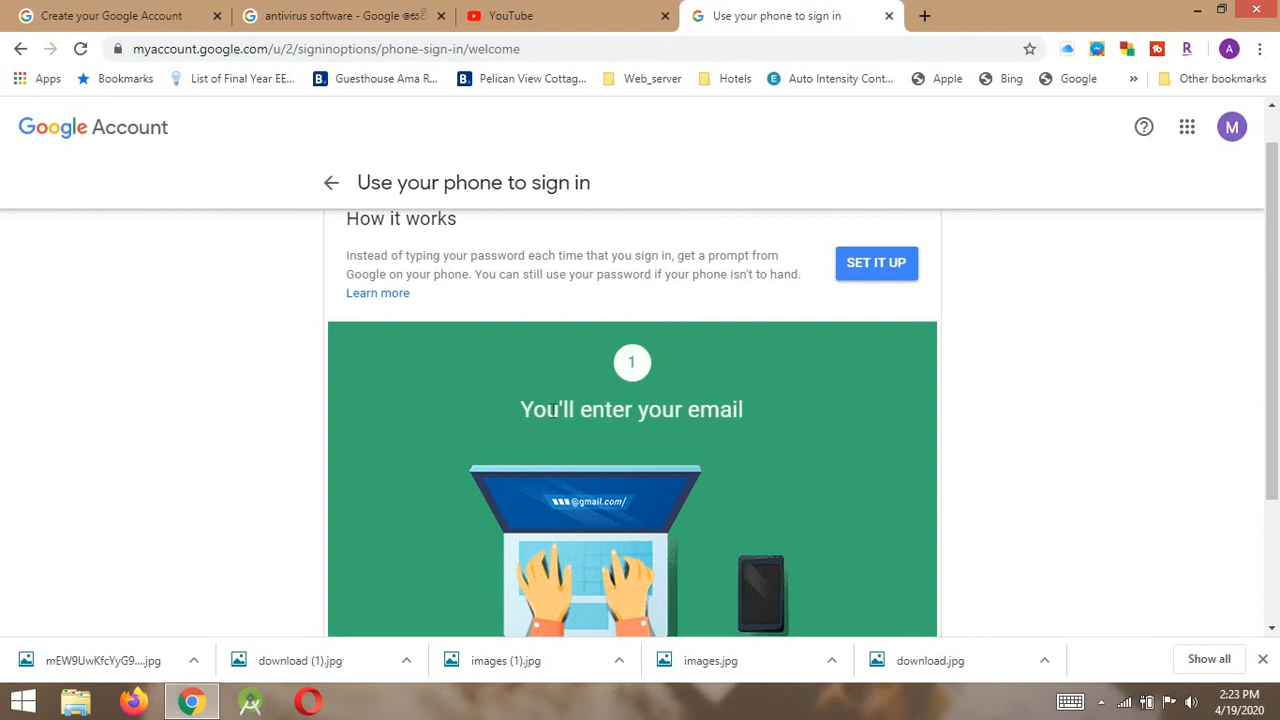 Create your Google Account
antivirus software - Google
YouTube
Use your phone to sign in
myaccount.google.com/u/2/signinoptions/phone-sign-in/welcome
A
Apps
Bookmarks
List of Final Year EE...
Guesthouse Ama R...
Pelican View Cottag...
Web_server
Hotels
Auto Intensity Cont...
Apple
Bing
Google
»
Other bookmarks
Google Account
M
Use your phone to sign in
How it works
Instead of typing your password each time that you sign in, get a prompt from
Google on your phone. You can still use your password if your phone isn't to hand.
Learn more
SET IT UP
1
You'll enter your email
@gmail.com/
mEW9UwKfcYyG9....jpg
download (1).jpg
images (1).jpg
images.jpg
download.jpg
Show all
2:23 PM
4/19/2020